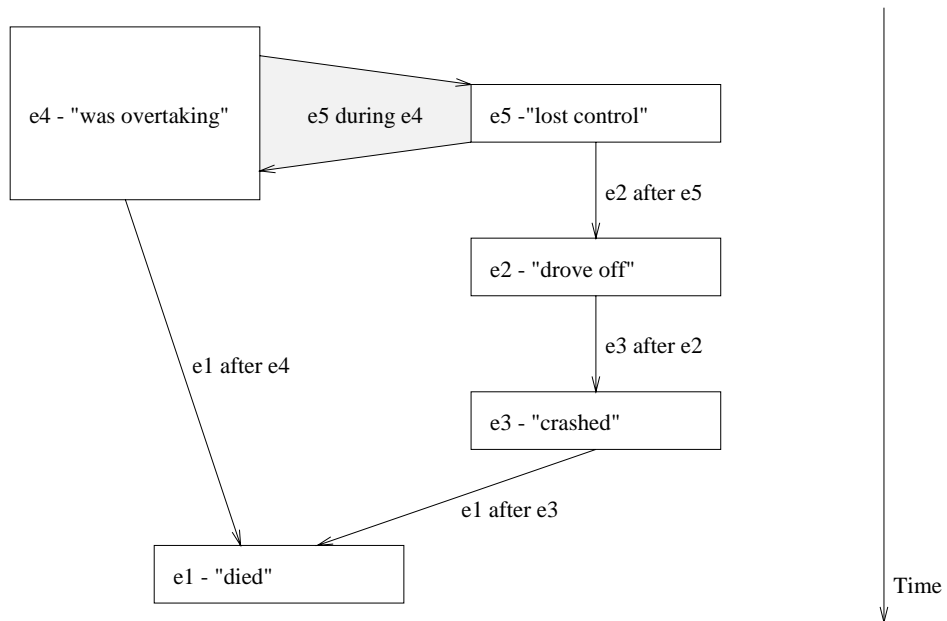 e4 - "was overtaking"
e5 during e4
e5 -"lost control"
e2 after e5
e2 - "drove off"
e3 after e2
e1 after e4
e3 - "crashed"
e1 after e3
e1 - "died"
Time